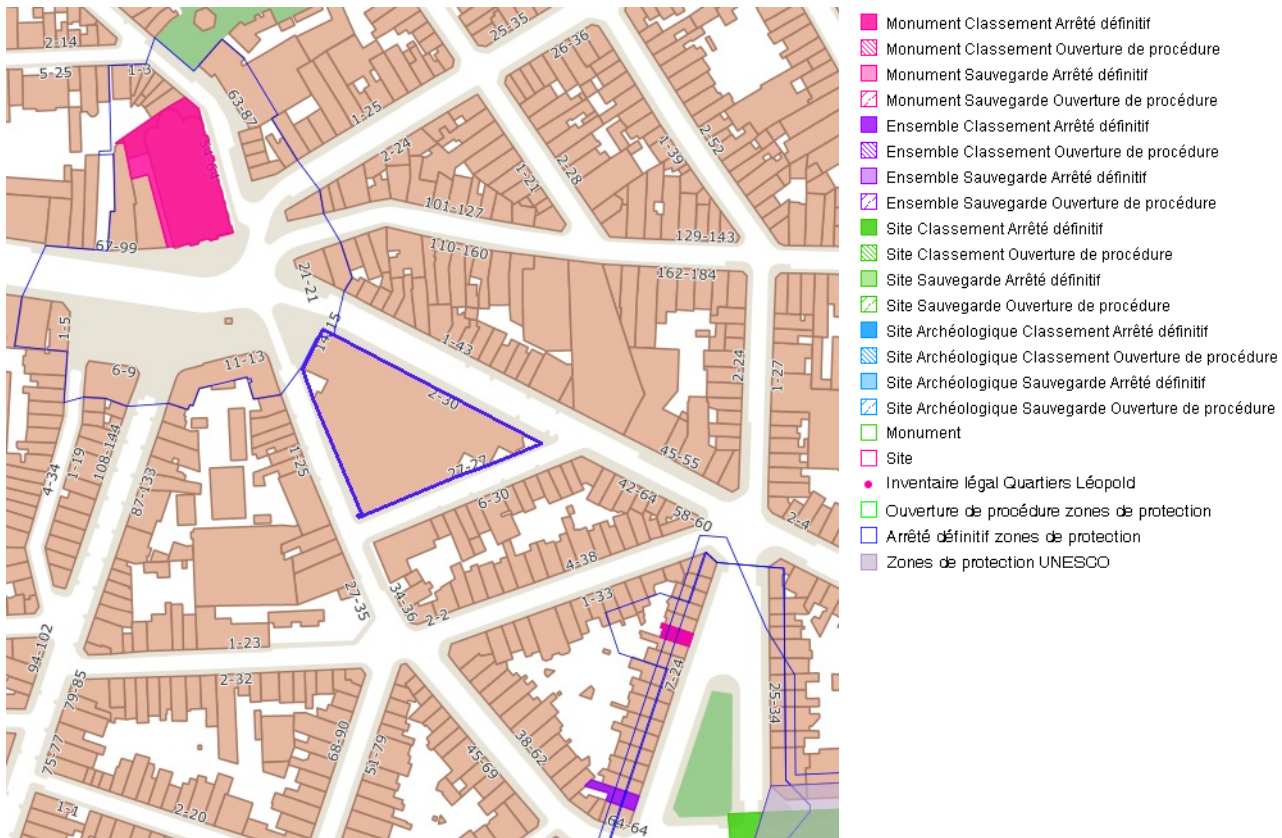 2-14
5-25
1-3
63-87
25-35
26-36
1-25
2-24
1-39
2-52
2-28
1-21
101-127
129-143
110-160
162-184
67-99
21-21
14-15
1-43
2-24
1-27
1-5
6-9
11-13
2-30
27-27
45-55
4-34
1-19
108-144
87-133
1-25
6-30
42-64
58-60
2-4
4-38
1-33
27-35
34-36
2-2
94-102
1-23
2-32
79-85
75-77
68-90
51-79
7-24
25-34
38-62
45-69
1-1
2-20
64-64
Monument Classement Arrêté définitif
Monument Classement Ouverture de procédure
Monument Sauvegarde Arrêté définitif
Monument Sauvegarde Ouverture de procédure
Ensemble Classement Arrêté définitif
Ensemble Classement Ouverture de procédure
Ensemble Sauvegarde Arrêté définitif
Ensemble Sauvegarde Ouverture de procédure
Site Classement Arrêté définitif
Site Classement Ouverture de procédure
Site Sauvegarde Arrêté définitif
Site Sauvegarde Ouverture de procédure
Site Archéologique Classement Arrêté définitif
Site Archéologique Classement Ouverture de procédure
Site Archéologique Sauvegarde Arrêté définitif
Site Archéologique Sauvegarde Ouverture de procédure
Monument
Site
Inventaire légal Quartiers Léopold
Ouverture de procédure zones de protection
Arrêté définitif zones de protection
Zones de protection UNESCO